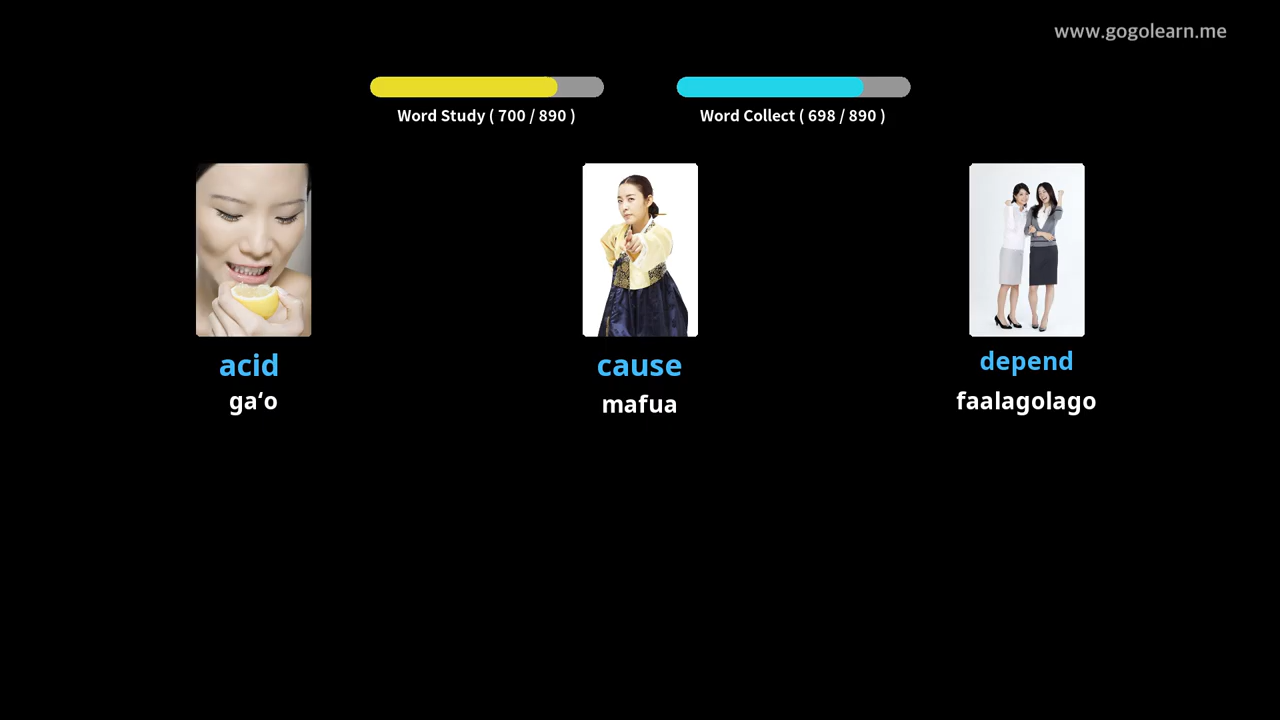 www.gogolearn.me
Word Study ( 700 / 890 )
Word Collect ( 698 / 890 )
acid
gaʻo
cause
mafua
depend
faalagolago